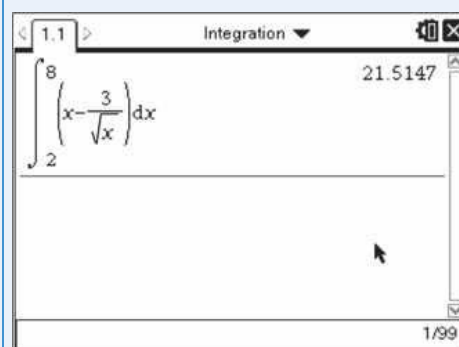 1.1 Integration
8
∫(x-3/√x)dx 21.5147
2
1/99